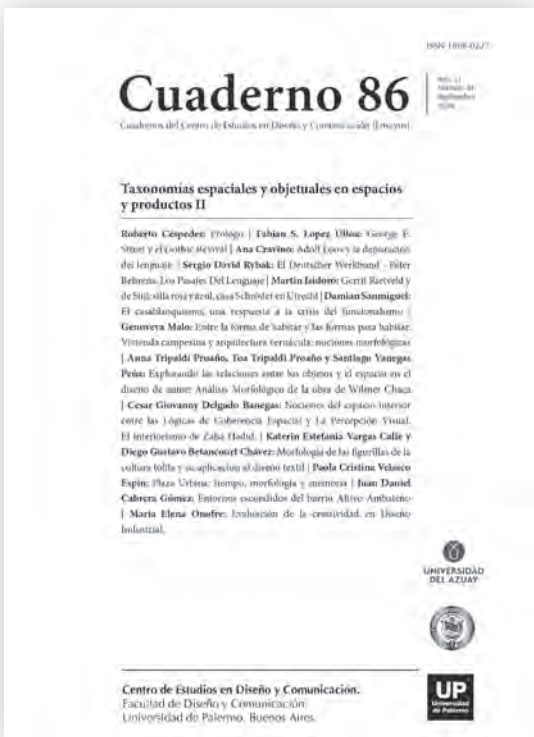 ISSN 1668-0227
Cuaderno 86
Cuadernos del Centro de Estudios en Diseño y Comunicación [Ensayos]
Taxonomías espaciales y objetuales en espacios
y productos II
Roberto Céspedes: Prólogo | Fabian S. López Ulloa: George E.
Street y el Gothic Revival | Ana Cravino: Adolf Loos y la depuración
del lenguaje | Sergio David Rybak: El Deutscher Werkbund - Peter
Behrens. Los Pasajes Del Lenguaje | Martín Isidoro: Gerrit Rietveld y
de Stijl: silla roja y azul, casa Schröder en Utrecht | Damián Sanmiguel:
El casablanquismo, una respuesta a la crisis del funcionalismo |
Genoveva Malo: Entre la forma de habitar y las formas para habitar.
Vivienda campesina y arquitectura vernácula: nociones morfológicas
| Anna Tripaldi Proaño, Toa Tripaldi Proaño y Santiago Vanegas
Peña: Explorando las relaciones entre los objetos y el espacio en el
diseño de autor: Análisis Morfológico de la obra de Wilmer Chaca
| Cesar Giovanny Delgado Banegas: Nociones del espacio interior
entre las Lógicas de Coherencia Espacial y La Percepción Visual.
El interiorismo de Zaha Hadid. | Katerin Estefanía Vargas Calle y
Diego Gustavo Betancourt Chávez: Morfología de las figurillas de la
cultura tolita y su aplicación al diseño textil | Paola Cristina Velasco
Espín: Plaza Urbina: tiempo, morfología y memoria | Juan Daniel
Cabrera Gómez: Entornos escondidos del barrio Altivo Ambateño
| María Elena Onofre: Evaluación de la creatividad en Diseño
Industrial.
UNIVERSIDAD
DEL AZUAY
Centro de Estudios en Diseño y Comunicación.
Facultad de Diseño y Comunicación.
Universidad de Palermo. Buenos Aires.
UP
Universidad
de Palermo